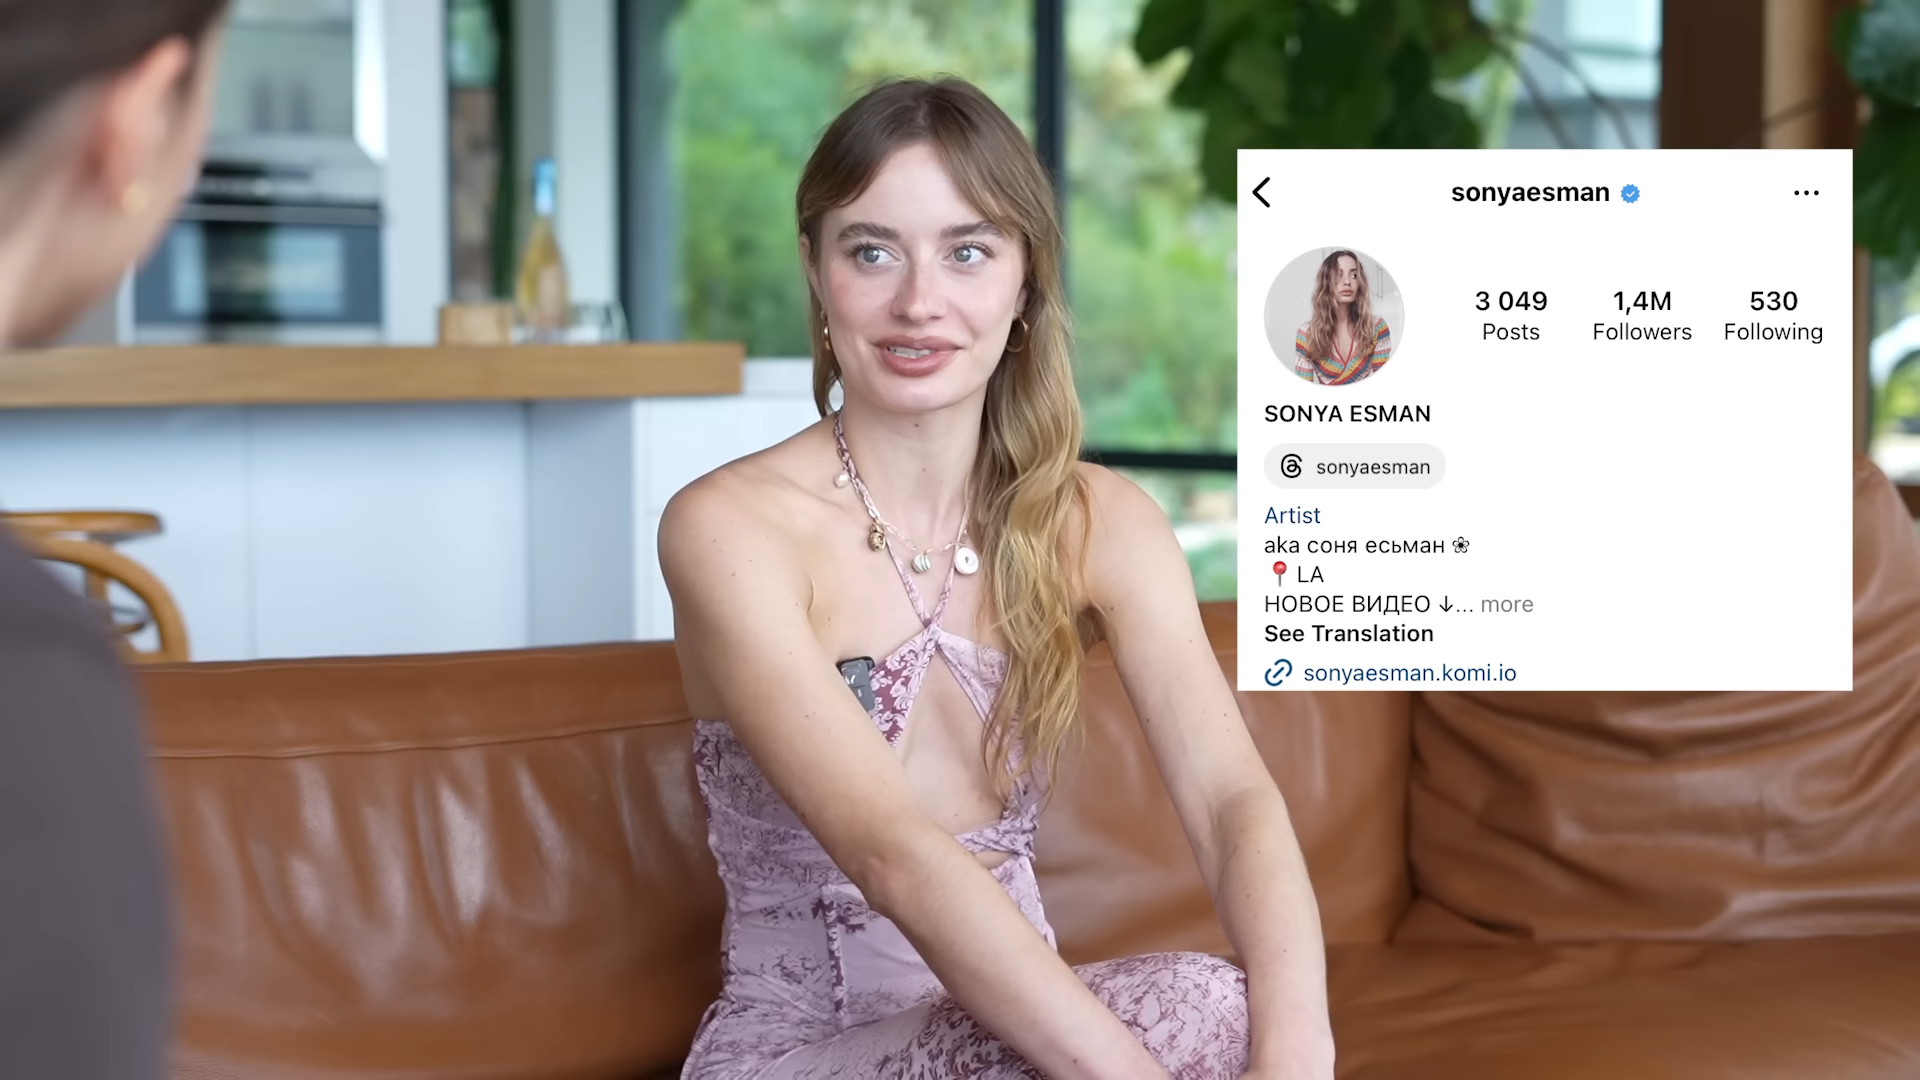 sonyaesman
3 049
Posts
1,4M
Followers
530
Following
SONYA ESMAN
sonyaesman
Artist
aka соня есьман ❀
📍 LA
НОВОЕ ВИДЕО ↓... more
See Translation
sonyaesman.komi.io